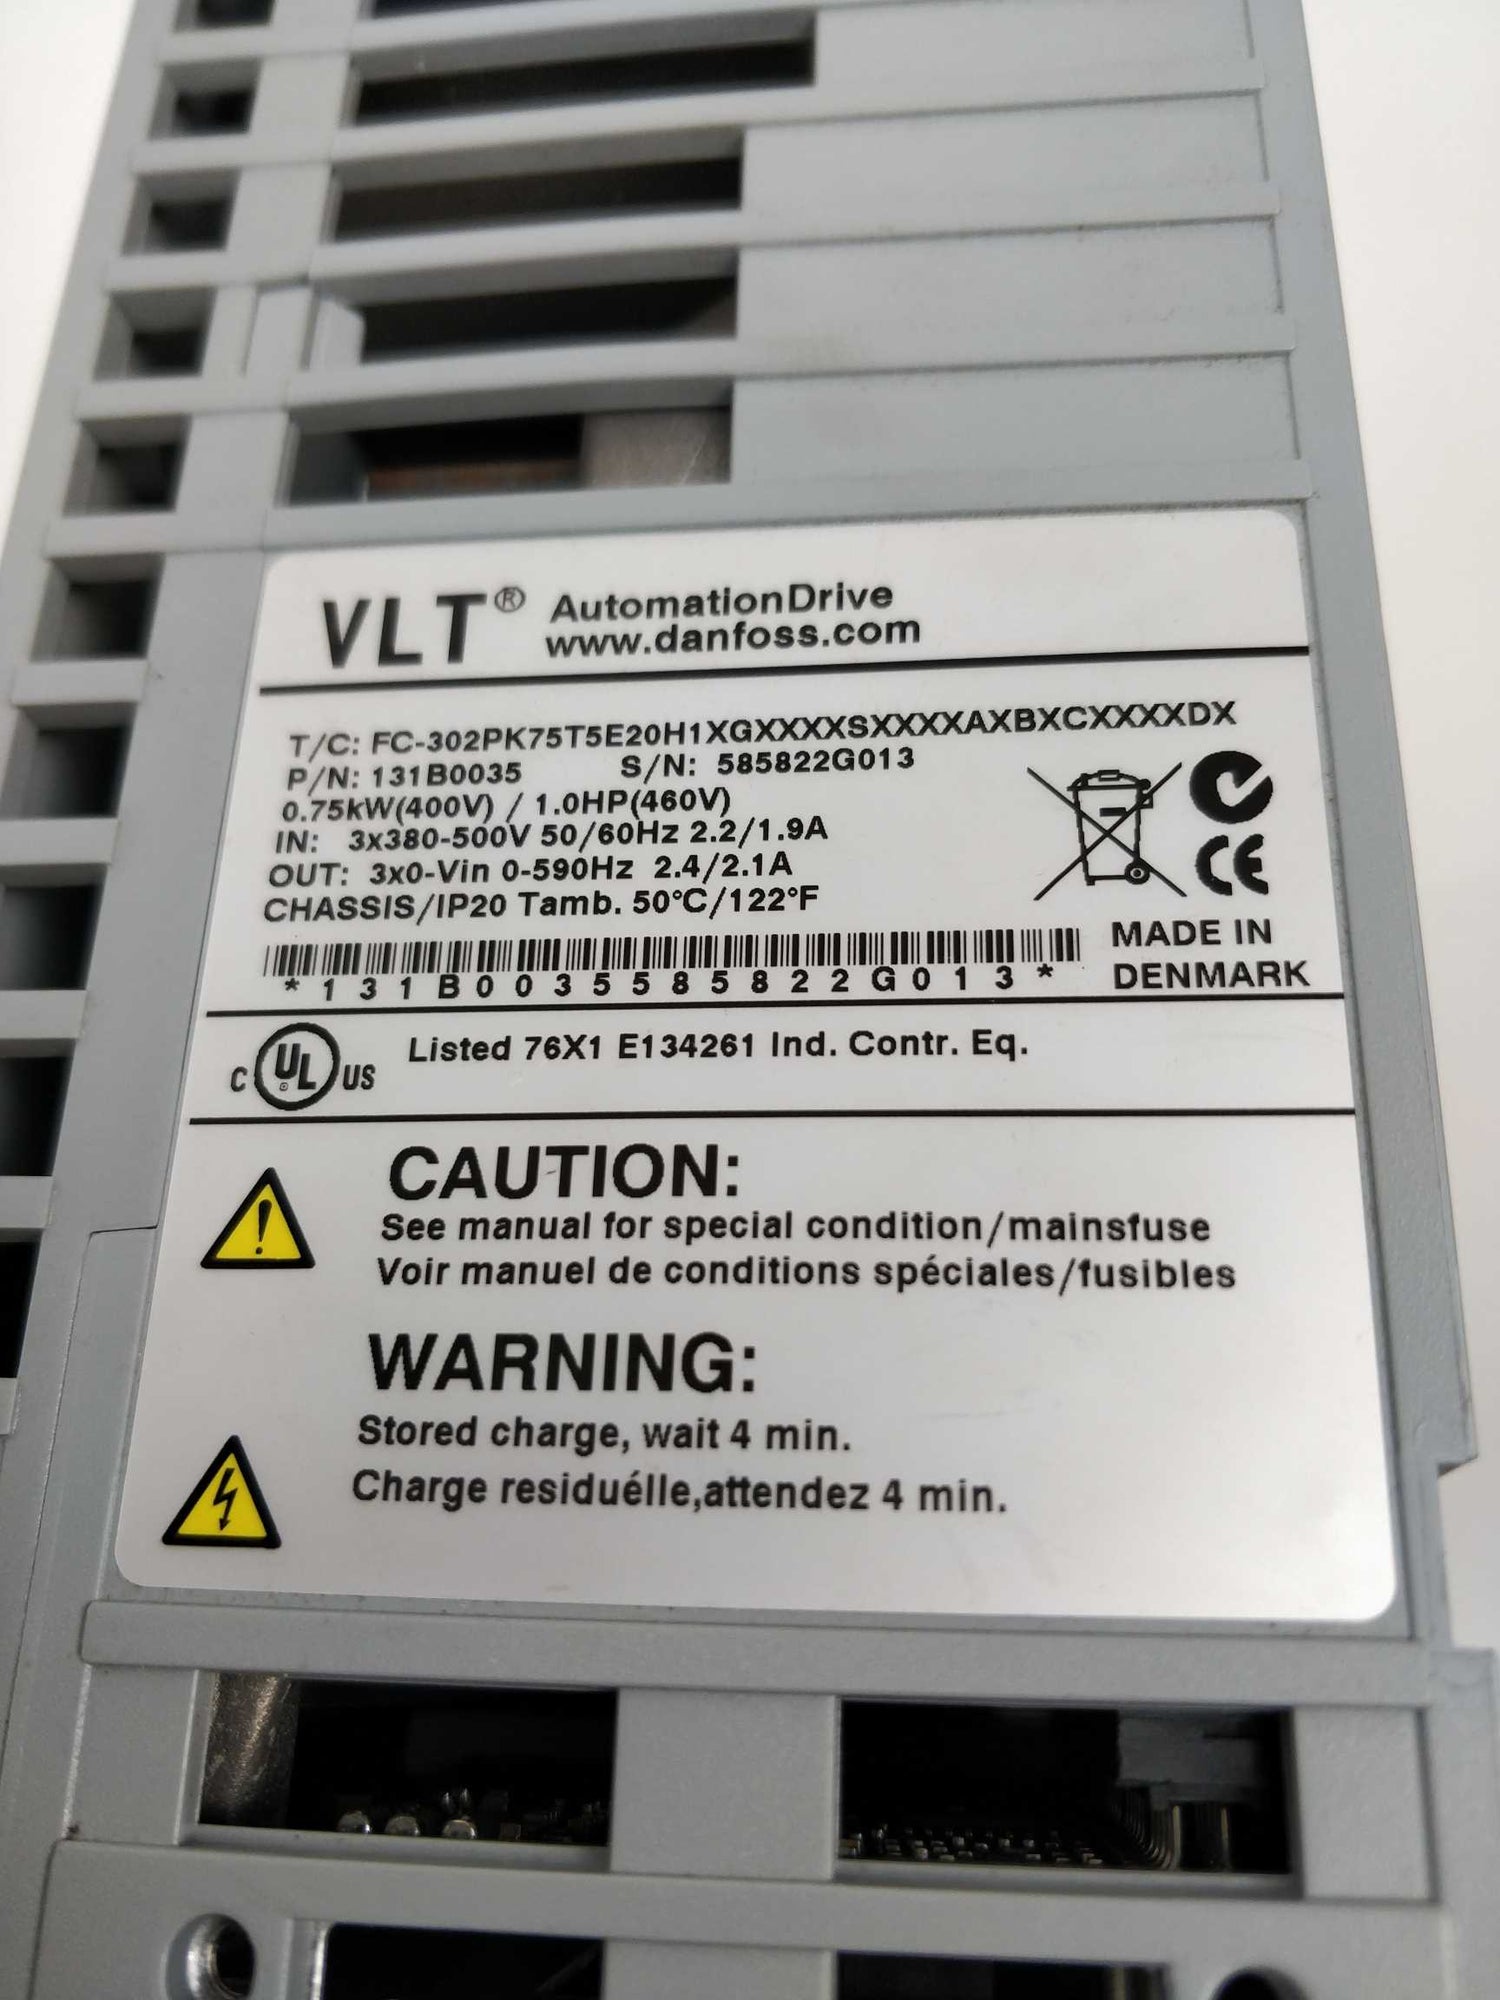 VLT® AutomationDrive
www.danfoss.com
T/C: FC-302PK75T5E20H1XGXXXXSXXXXAXBXCXXXXDX
P/N: 131B0035 S/N: 585822G013
0.75kW(400V) / 1.0HP(460V)
IN: 3x380-500V 50/60Hz 2.2/1.9A
OUT: 3x0-Vin 0-590Hz 2.4/2.1A
CHASSIS/IP20 Tamb. 50°C/122°F
CE
*131B0035585822G013*
MADE IN
DENMARK
C UL US Listed 76X1 E134261 Ind. Contr. Eq.
CAUTION:
See manual for special condition/mainsfuse
Voir manuel de conditions spéciales/fusibles
WARNING:
Stored charge, wait 4 min.
Charge residuélle,attendez 4 min.